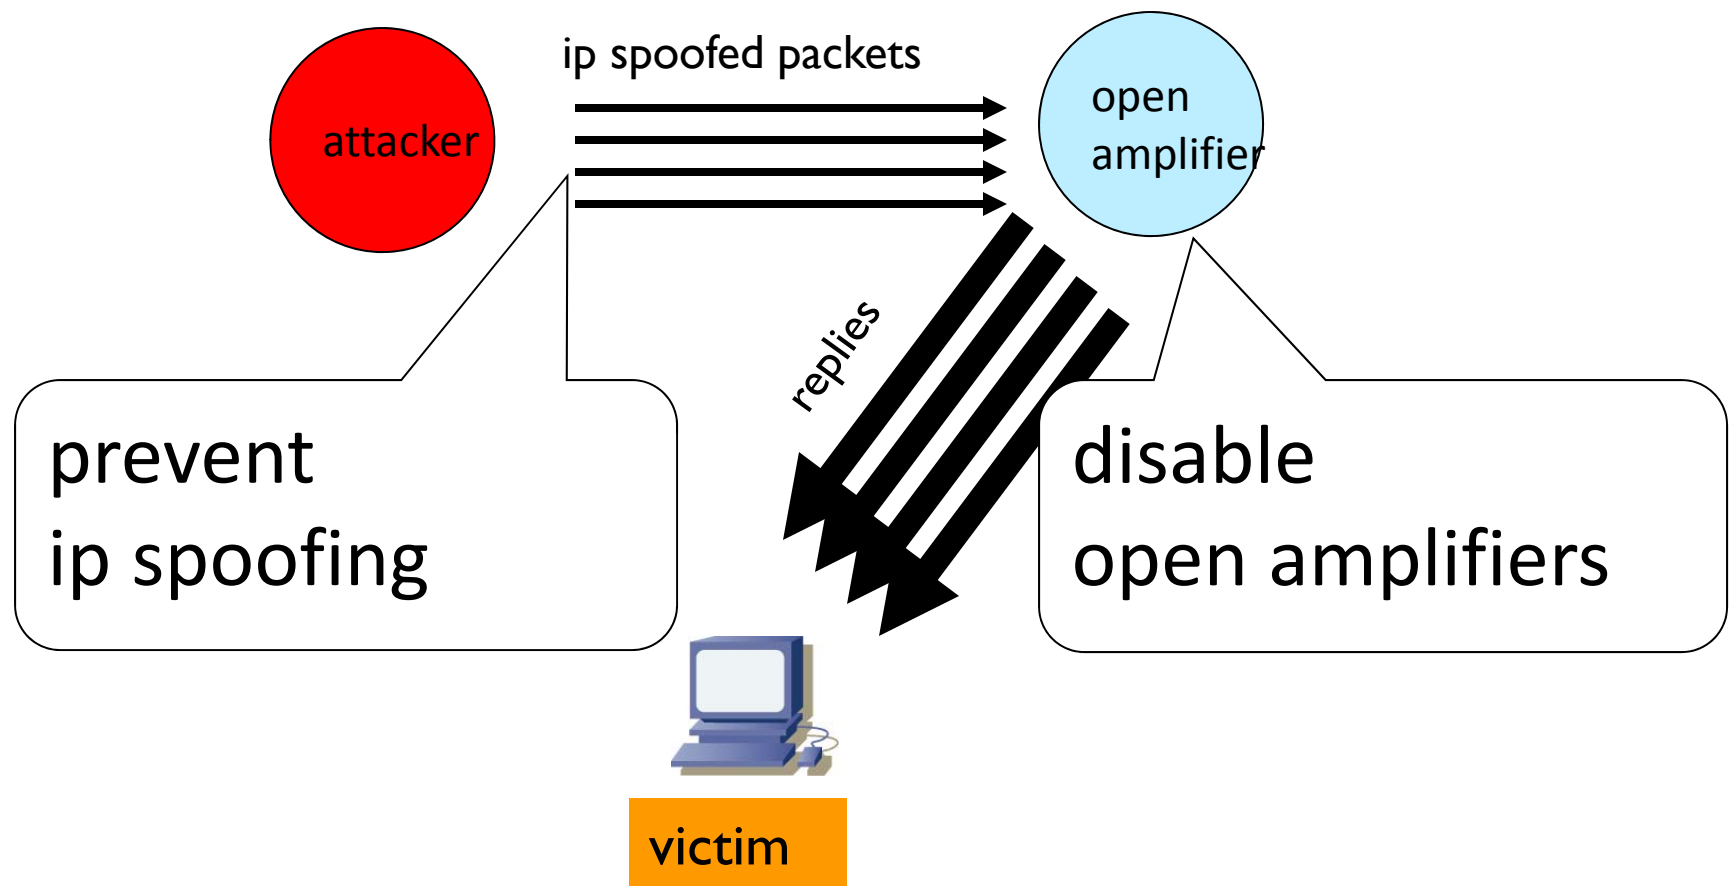 ip spoofed packets
attacker
open
amplifier
replies
prevent
ip spoofing
disable
open amplifiers
victim